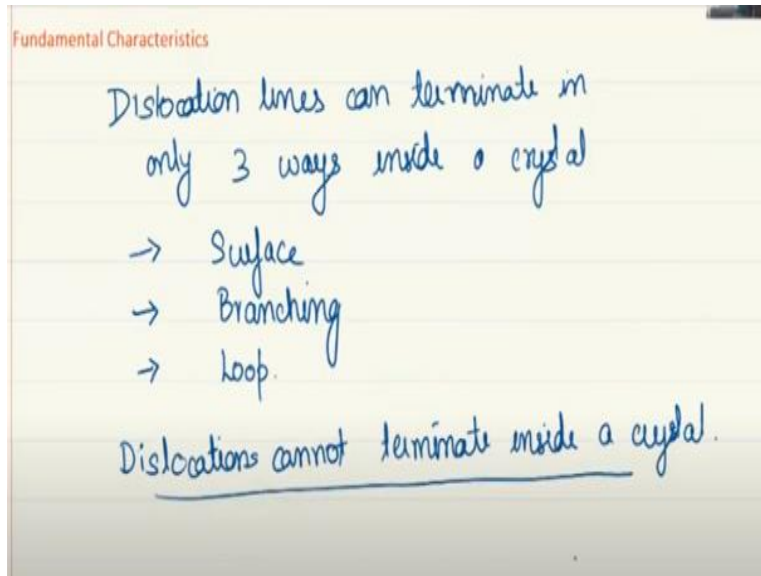 Fundamental Characteristics
Dislocation lines can terminate in
only 3 ways inside a crystal
→ Surface
→ Branching
→ Loop.
Dislocations cannot terminate inside a crystal.